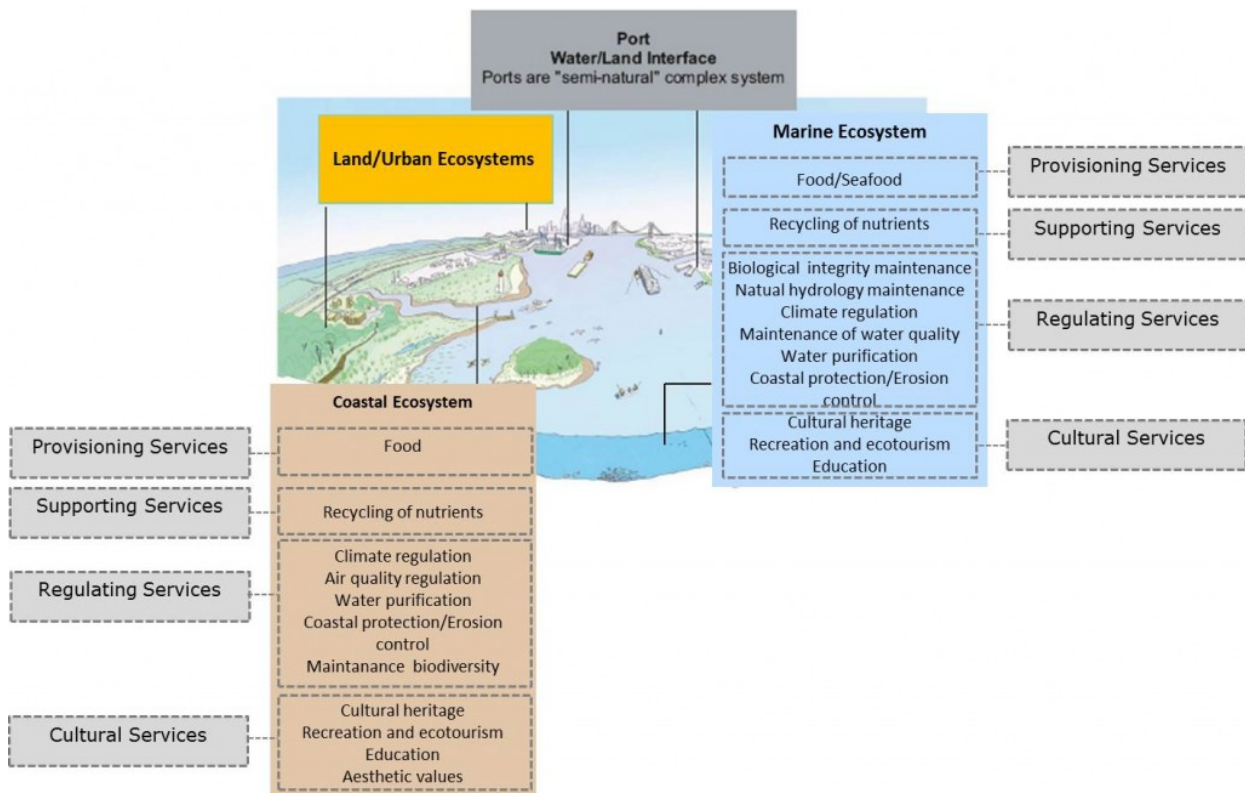 Port
Water/Land Interface
Ports are "semi-natural" complex system
Land/Urban Ecosystems
Marine Ecosystem
Food/Seafood
Provisioning Services
Recycling of nutrients
Supporting Services
Biological integrity maintenance
Natual hydrology maintenance
Climate regulation
Maintenance of water quality
Water purification
Coastal protection/Erosion
control
Regulating Services
Cultural heritage
Recreation and ecotourism
Education
Cultural Services
Coastal Ecosystem
Provisioning Services
Food
Supporting Services
Recycling of nutrients
Regulating Services
Climate regulation
Air quality regulation
Water purification
Coastal protection/Erosion
control
Maintanance biodiversity
Cultural Services
Cultural heritage
Recreation and ecotourism
Education
Aesthetic values